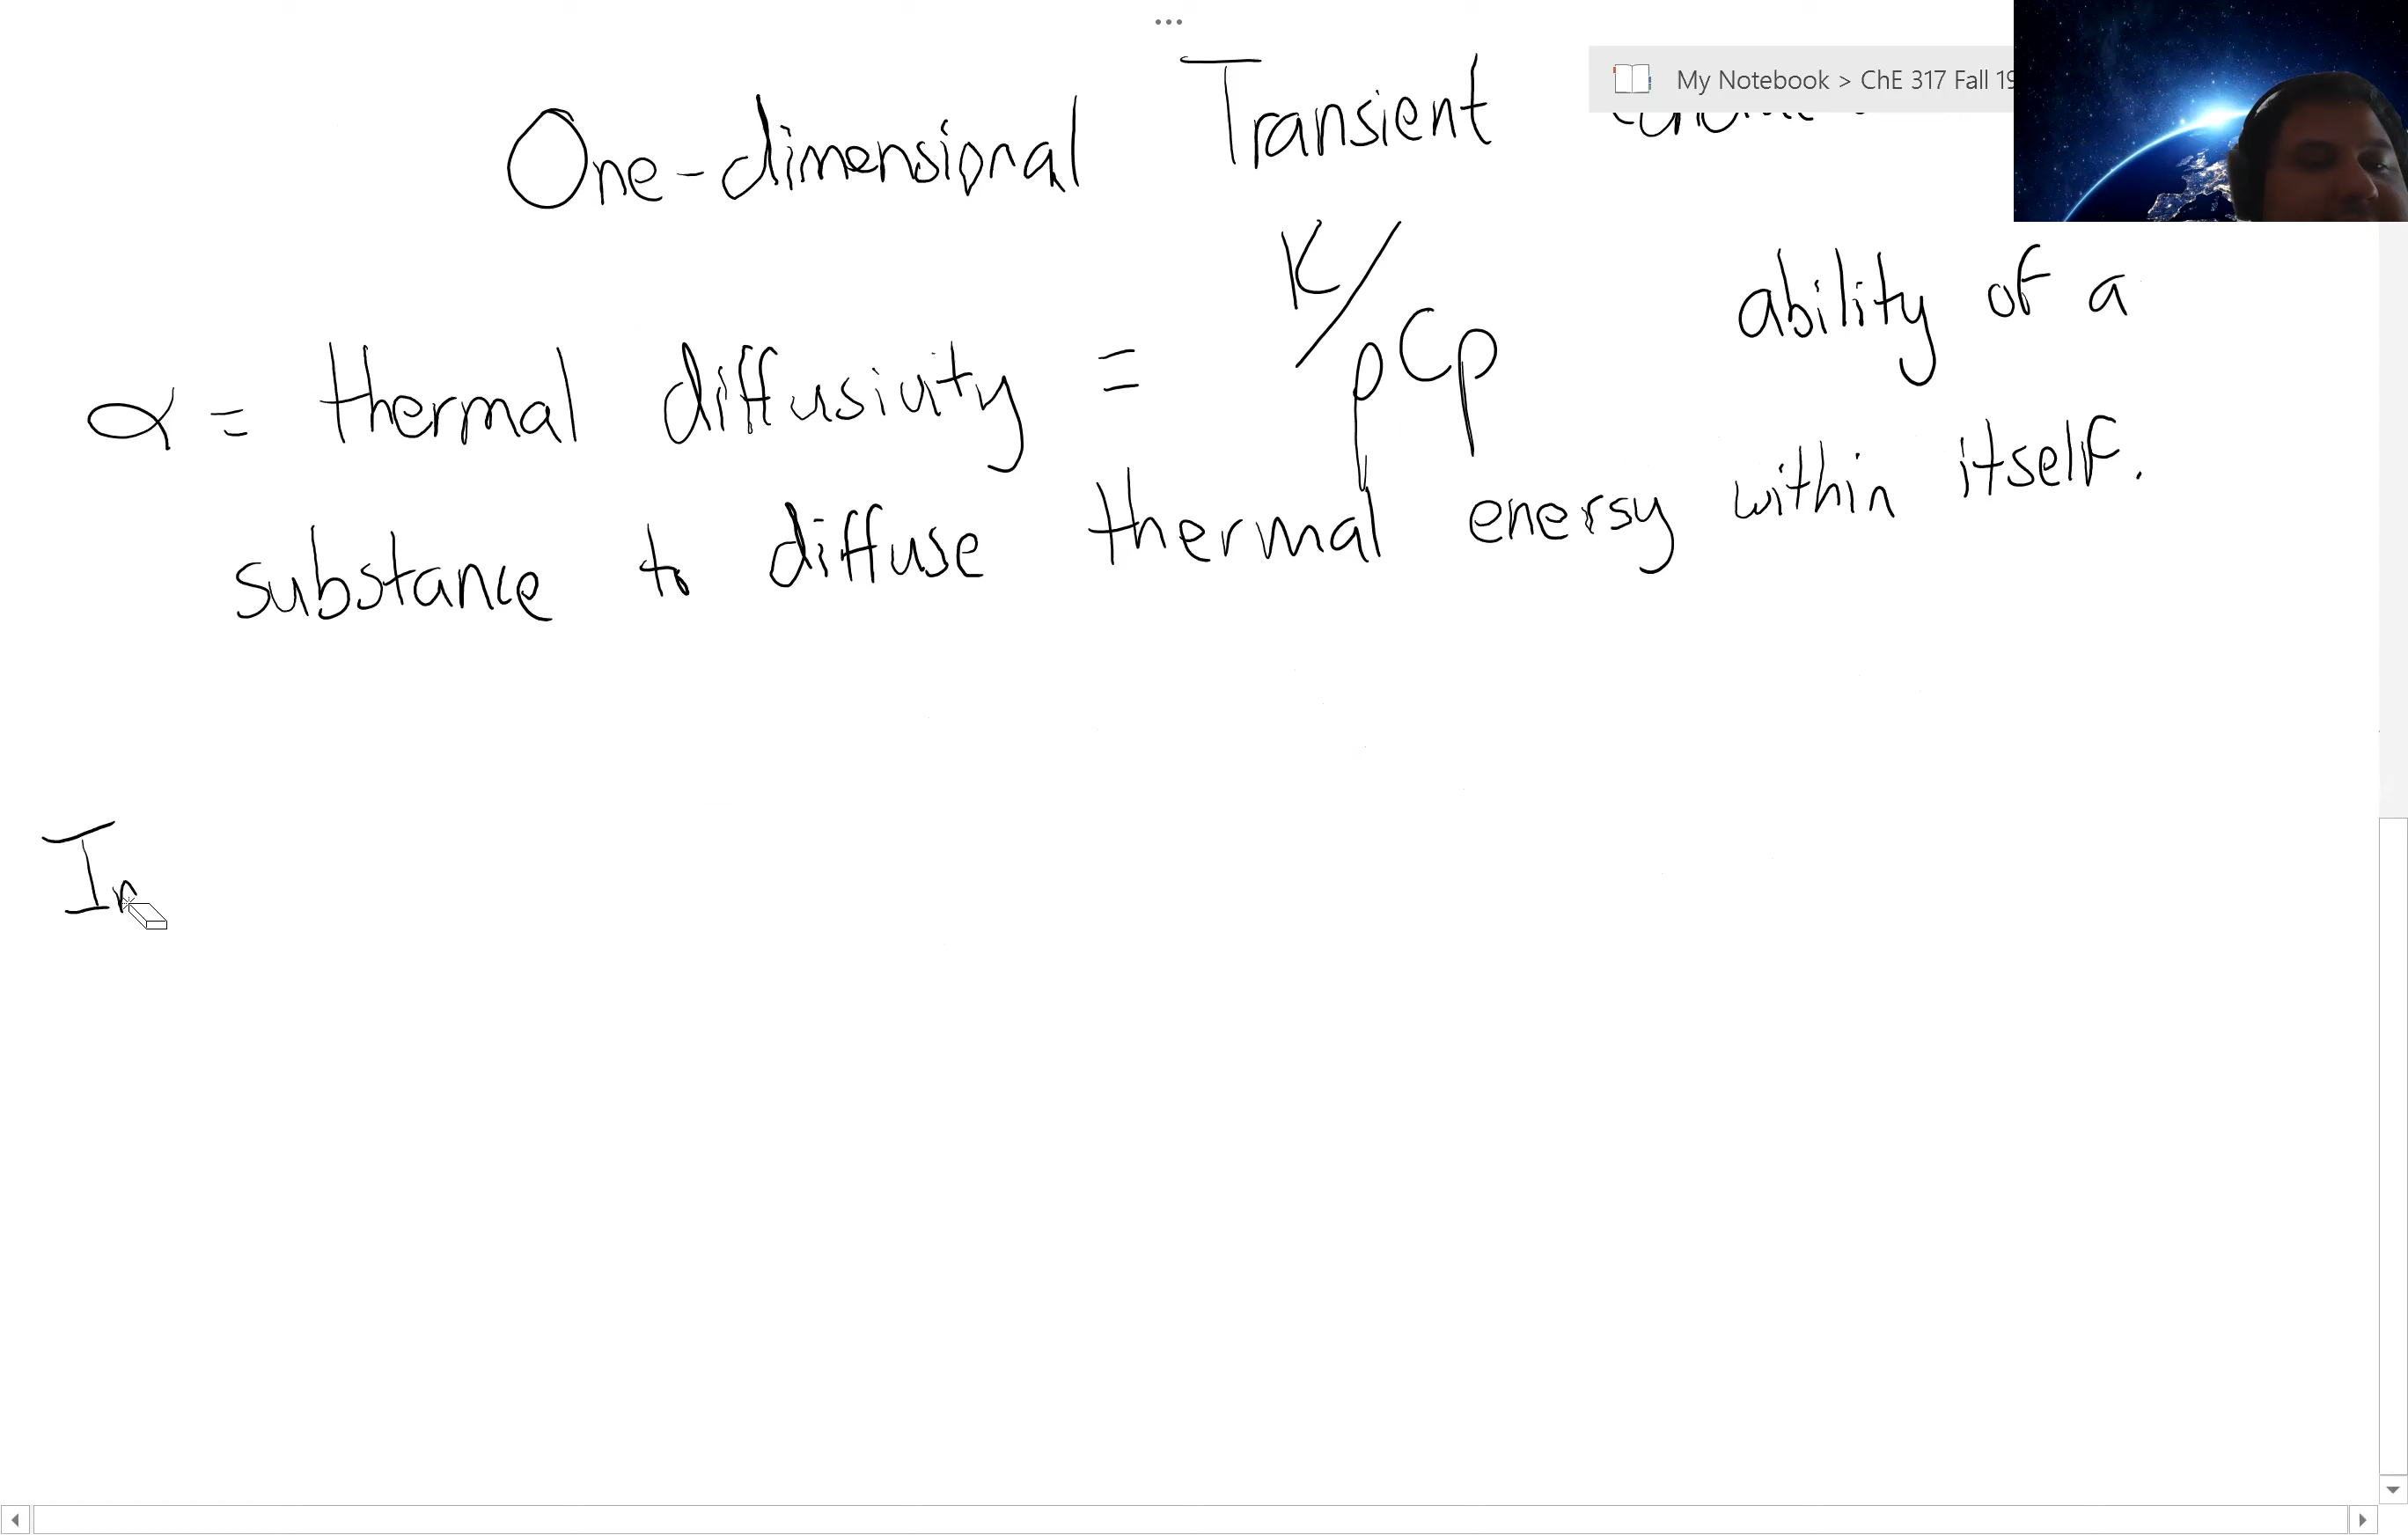 My Notebook > ChE 317 Fall 19
One-dimensional Transient
α = thermal diffusivity = K/ρCp ability of a
substance to diffuse thermal energy within itself.
In